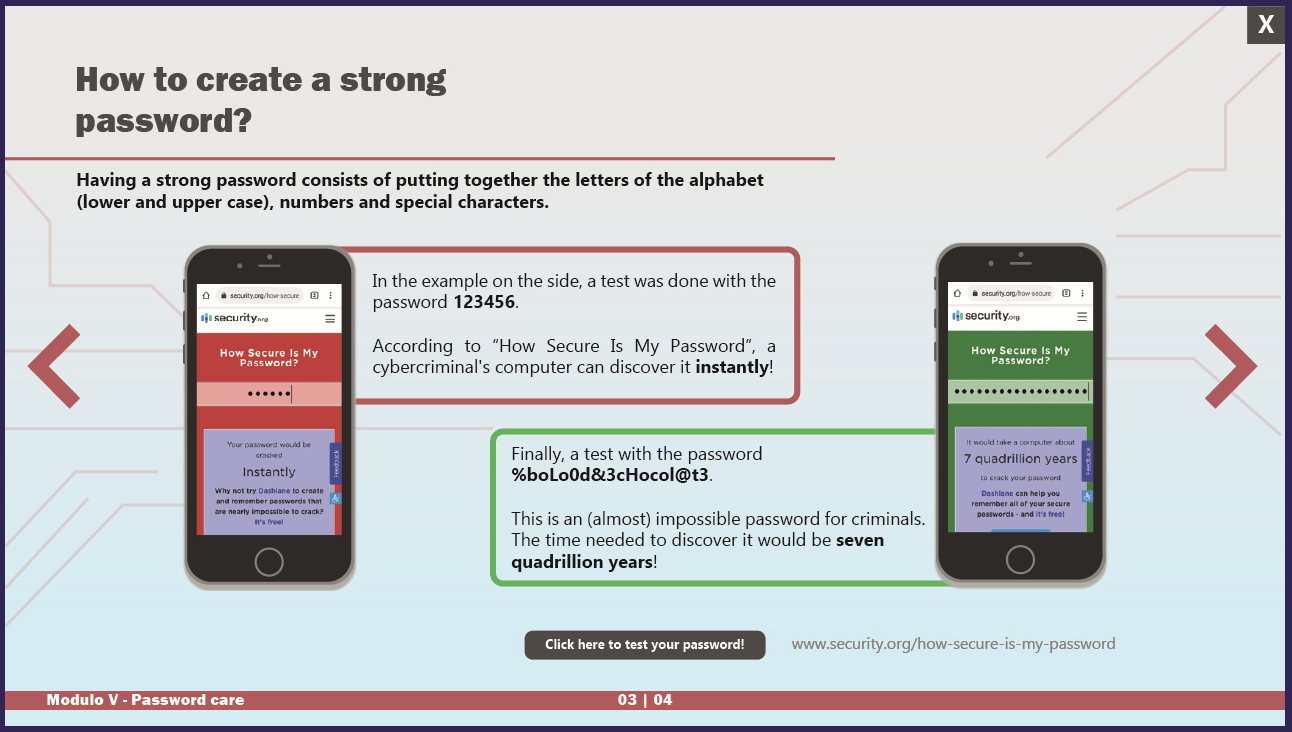 X
How to create a strong
password?
Having a strong password consists of putting together the letters of the alphabet
(lower and upper case), numbers and special characters.
security.org/how-secure
2
security.org
How Secure Is My
Password?
Your password would be
cracked
Instantly
Why not try Dashlane to create
and remember passwords that
are nearly impossible to crack?
It's free!
Feedback
In the example on the side, a test was done with the
password 123456.
According to “How Secure Is My Password”, a
cybercriminal's computer can discover it instantly!
Finally, a test with the password
%boLo0d&3cHocol@t3.
This is an (almost) impossible password for criminals.
The time needed to discover it would be seven
quadrillion years!
security.org/how-secure
security.org
How Secure Is My
Password?
It would take a computer about
7 quadrillion years
to crack your password
Dashlane can help you
remember all of your secure
passwords - and it's free!
Feedback
Click here to test your password!
www.security.org/how-secure-is-my-password
Modulo V - Password care
03 | 04